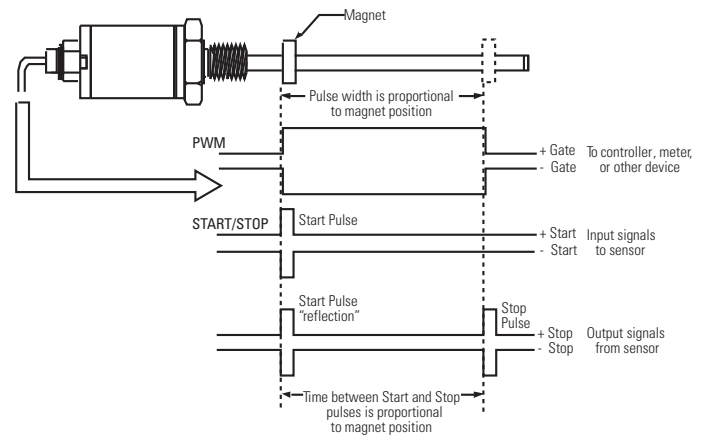 Magnet
Pulse width is proportional
to magnet position
PWM
+ Gate
- Gate
To controller, meter,
or other device
START/STOP
Start Pulse
+ Start
- Start
Input signals
to sensor
Start Pulse
"reflection"
Stop
Pulse
+ Stop
- Stop
Output signals
from sensor
Time between Start and Stop
pulses is proportional
to magnet position